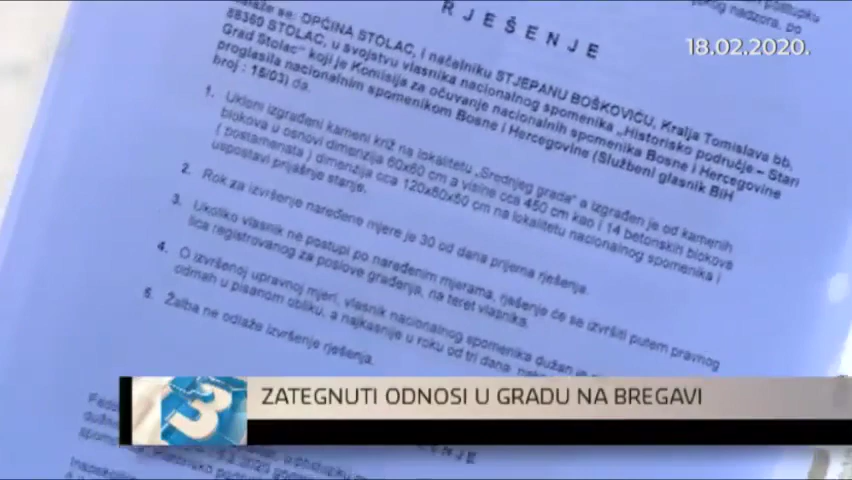 nadzora, po
RJEŠENJE
18.02.2020.
se: OPĆINA STOLAC, i načelniku STJEPANU BOŠKOVIĆU, Kralja Tomislava bb,
88360 STOLAC, u svojstvu vlasnika nacionalnog spomenika „Historijsko područje – Stari
Grad Stolac“ koji je Komisija za očuvanje nacionalnih spomenika Bosne i Hercegovine
proglasila nacionalnim spomenikom Bosne i Hercegovine (Službeni glasnik BiH
broj : 15/03) da.
1. Ukloni izgrađeni kameni križ na lokalitetu „Srednjeg grada“ a izgrađen je od kamenih
blokova u osnovi dimenzija 60x60 cm a visine cca 450 cm kao i 14 betonskih blokova
( postamenata ) dimenzija cca 120x60x50 cm na lokalitetu nacionalnog spomenika i
uspostavi prijašnje stanje.
2. Rok za izvršenje naređene mjere je 30 od dana prijema rješenja.
3. Ukoliko vlasnik ne postupi po naređenim mjerama, rješenje će se izvršiti putem pravnog
lica registrovanog za poslove građenja, na teret vlasnika.
4. O izvršenoj upravnoj mjeri, vlasnik nacionalnog spomenika dužan je
odmah u pisanom obliku, a najkasnije u roku od tri dana
5. Žalba ne odlaže izvršenje rješenja.
3
ZATEGNUTI ODNOSI U GRADU NA BREGAVI